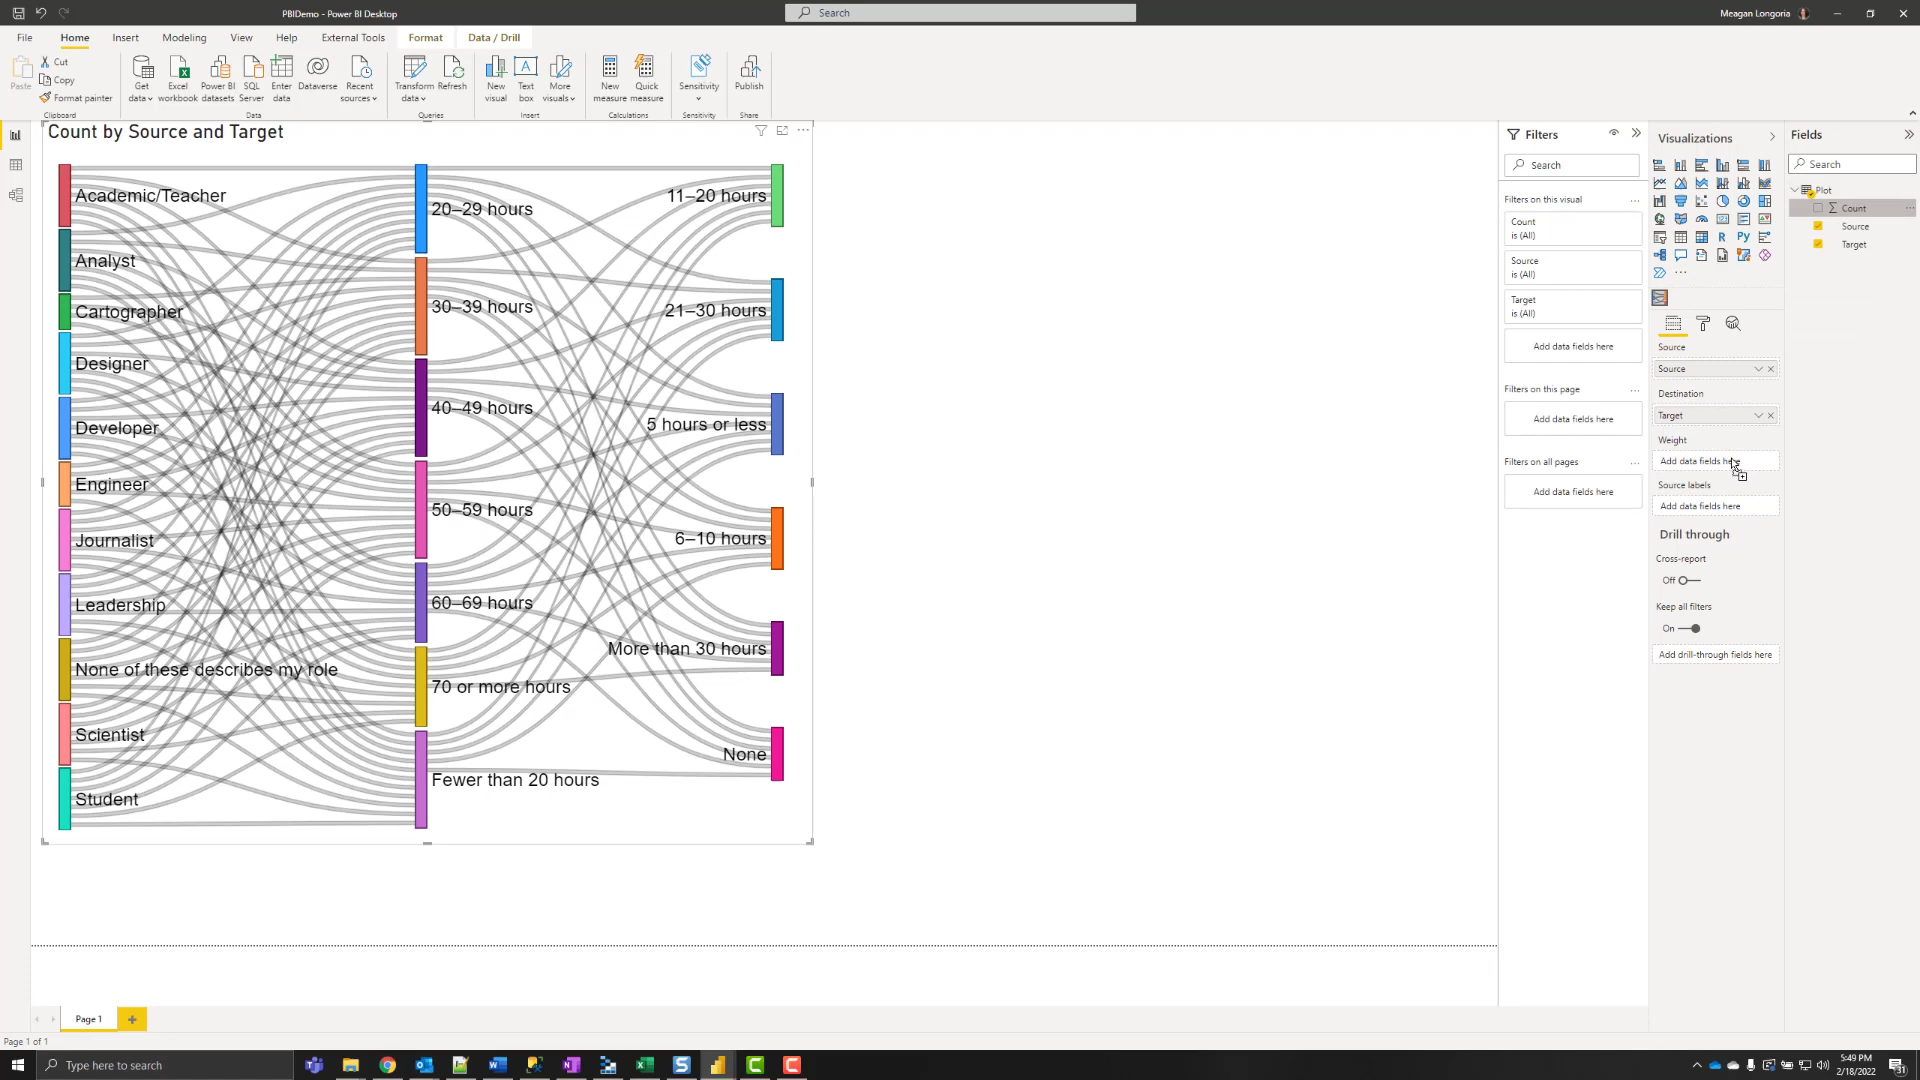 PBIDemo - Power BI Desktop
Search
Meagan Longoria
File
Home
Insert
Modeling
View
Help
External Tools
Format
Data / Drill
Paste
Cut
Copy
Format painter
Clipboard
Get data
Excel workbook
Power BI datasets
SQL Server
Enter data
Dataverse
Recent sources
Data
Transform data
Refresh
Queries
New visual
Text box
More visuals
Insert
New measure
Quick measure
Calculations
Sensitivity
Sensitivity
Publish
Share
Count by Source and Target
Academic/Teacher
Analyst
Cartographer
Designer
Developer
Engineer
Journalist
Leadership
None of these describes my role
Scientist
Student
20–29 hours
30–39 hours
40–49 hours
50–59 hours
60–69 hours
70 or more hours
Fewer than 20 hours
11–20 hours
21–30 hours
5 hours or less
6–10 hours
More than 30 hours
None
Filters
Search
Filters on this visual
Count
is (All)
Source
is (All)
Target
is (All)
Add data fields here
Filters on this page
Add data fields here
Filters on all pages
Add data fields here
Visualizations
R
Py
Source
Source
Destination
Target
Weight
Add data fields here
Source labels
Add data fields here
Drill through
Cross-report
Off
Keep all filters
On
Add drill-through fields here
Fields
Search
Plot
Count
Source
Target
Page 1
Page 1 of 1
Type here to search
5:49 PM
2/18/2022
31